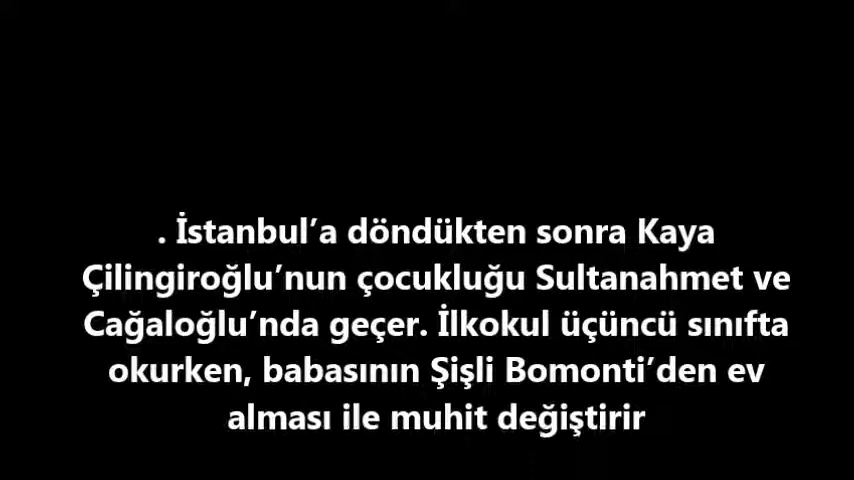 . İstanbul’a döndükten sonra Kaya
Çilingiroğlu’nun çocukluğu Sultanahmet ve
Cağaloğlu’nda geçer. İlkokul üçüncü sınıfta
okurken, babasının Şişli Bomonti’den ev
alması ile muhit değiştirir